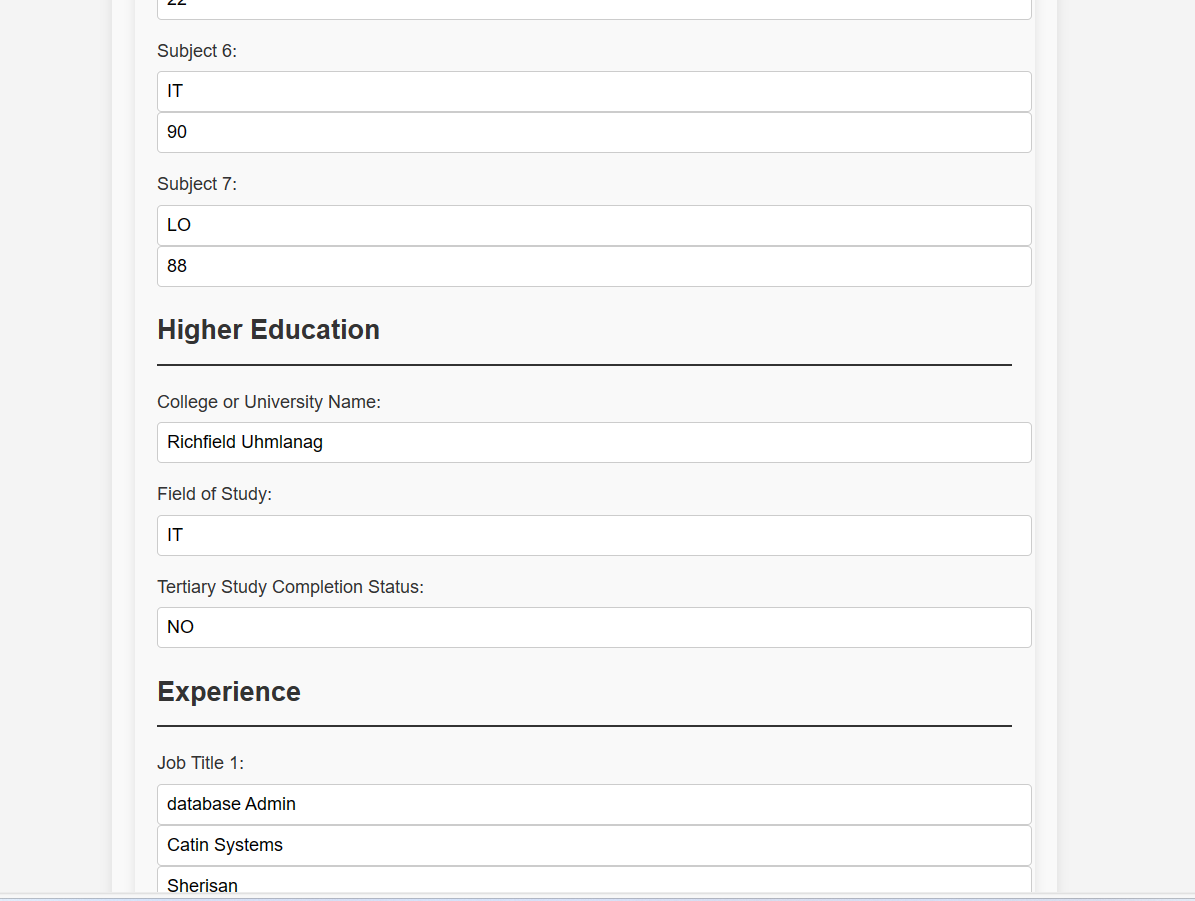 22
Subject 6:
IT
90
Subject 7:
LO
88
Higher Education
College or University Name:
Richfield Uhmlanag
Field of Study:
IT
Tertiary Study Completion Status:
NO
Experience
Job Title 1:
database Admin
Catin Systems
Sherisan